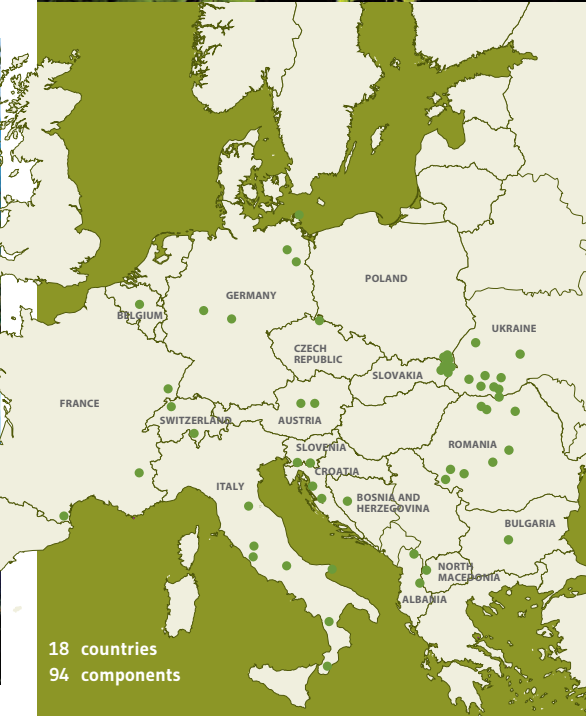 POLAND
GERMANY
BELGIUM
UKRAINE
CZECH
REPUBLIC
SLOVAKIA
FRANCE
SWITZERLAND
AUSTRIA
SLOVENIA
ROMANIA
CROATIA
ITALY
BOSNIA AND
HERZEGOVINA
BULGARIA
NORTH
MACEDONIA
ALBANIA
18 countries
94 components